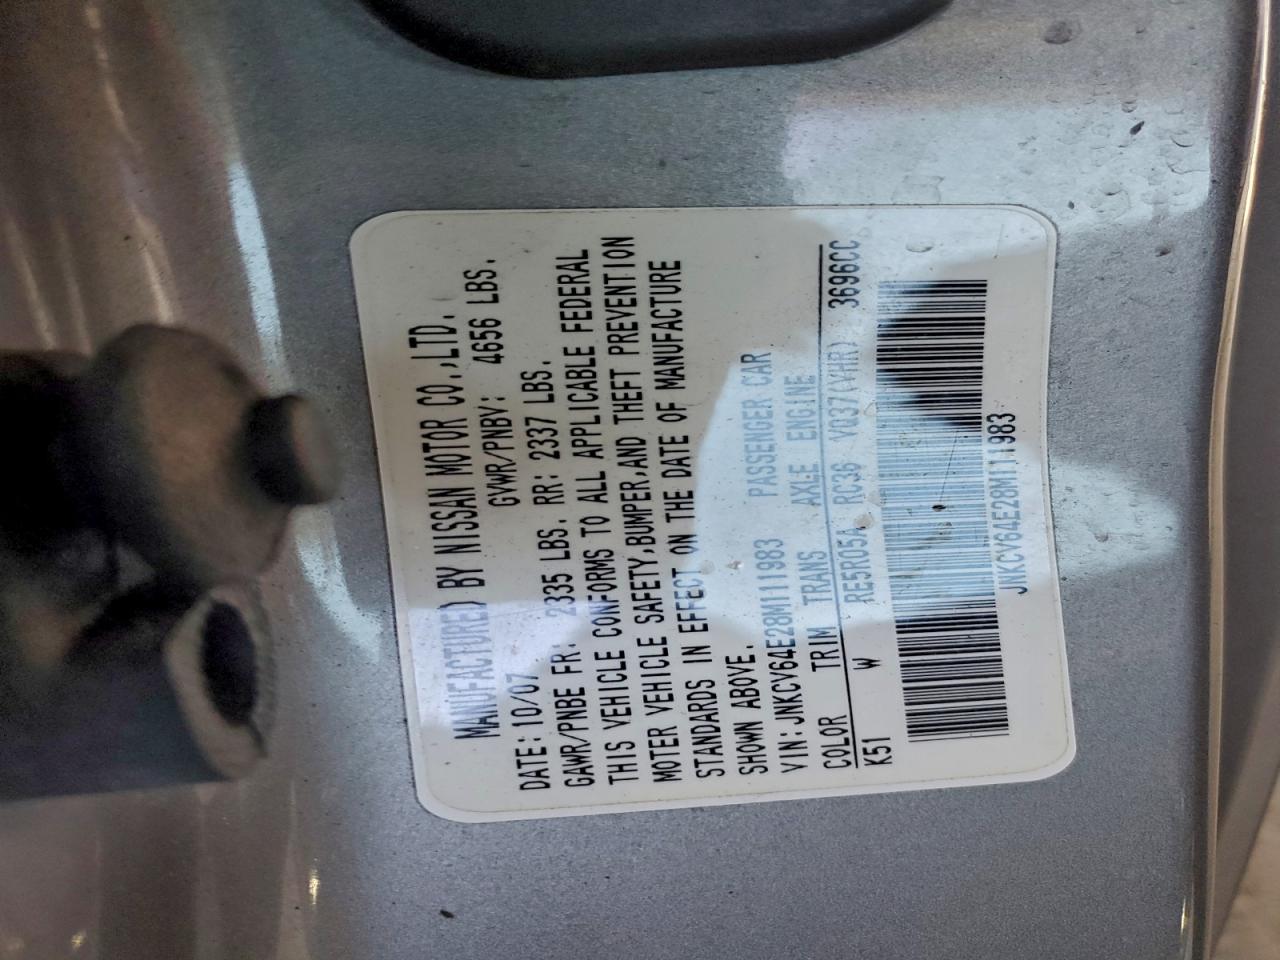 MANUFACTURED BY NISSAN MOTOR CO.,LTD.
DATE: 10/07 GVWR/PNBV: 4656 LBS.
GAWR/PNBE FR: 2335 LBS. RR: 2337 LBS.
THIS VEHICLE CONFORMS TO ALL APPLICABLE FEDERAL
MOTER VEHICLE SAFETY,BUMPER,AND THEFT PREVENTION
STANDARDS IN EFFECT ON THE DATE OF MANUFACTURE
SHOWN ABOVE.
VIN: JNKCV64E28M111983 PASSENGER CAR
COLOR TRIM TRANS AXLE ENGINE
K51 W RE5R05A RC36 VQ37(VHR) 3696CC
JNKCV64E28M111983